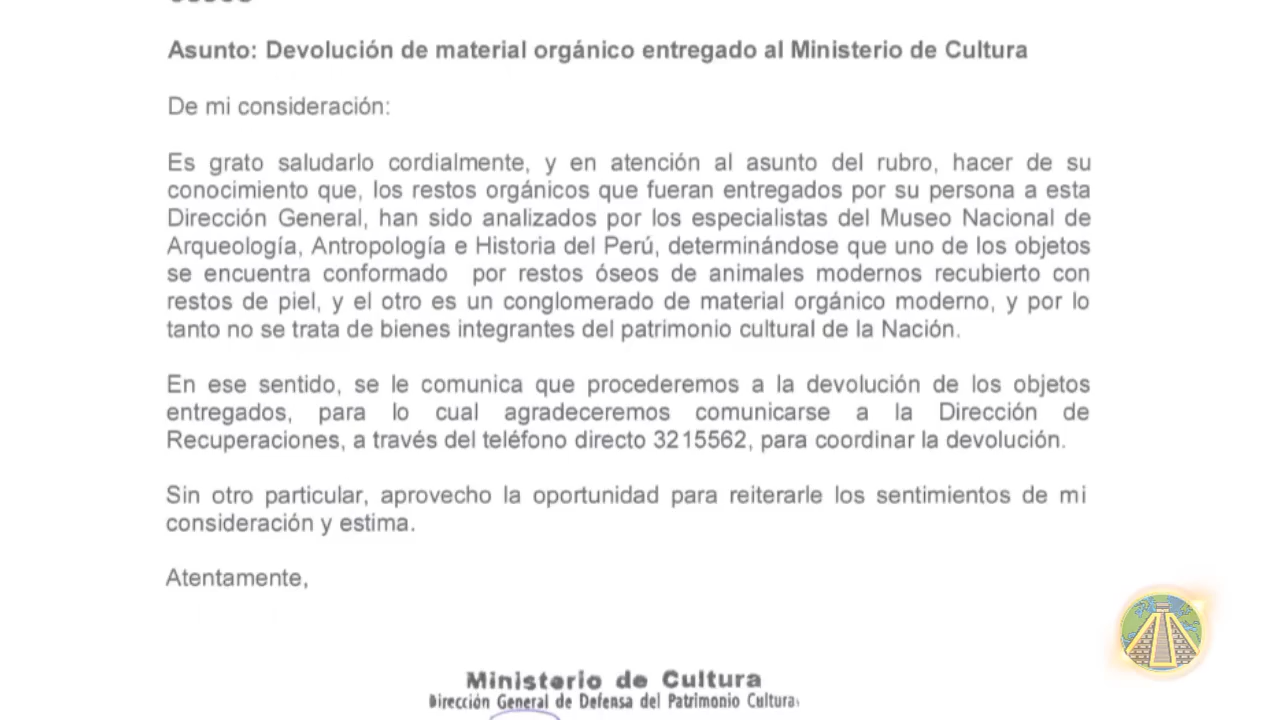 Asunto: Devolución de material orgánico entregado al Ministerio de Cultura
De mi consideración:
Es grato saludarlo cordialmente, y en atención al asunto del rubro, hacer de su
conocimiento que, los restos orgánicos que fueran entregados por su persona a esta
Dirección General, han sido analizados por los especialistas del Museo Nacional de
Arqueología, Antropología e Historia del Perú, determinándose que uno de los objetos
se encuentra conformado por restos óseos de animales modernos recubierto con
restos de piel, y el otro es un conglomerado de material orgánico moderno, y por lo
tanto no se trata de bienes integrantes del patrimonio cultural de la Nación.
En ese sentido, se le comunica que procederemos a la devolución de los objetos
entregados, para lo cual agradeceremos comunicarse a la Dirección de
Recuperaciones, a través del teléfono directo 3215562, para coordinar la devolución.
Sin otro particular, aprovecho la oportunidad para reiterarle los sentimientos de mi
consideración y estima.
Atentamente,
Ministerio de Cultura
Dirección General de Defensa del Patrimonio Cultural